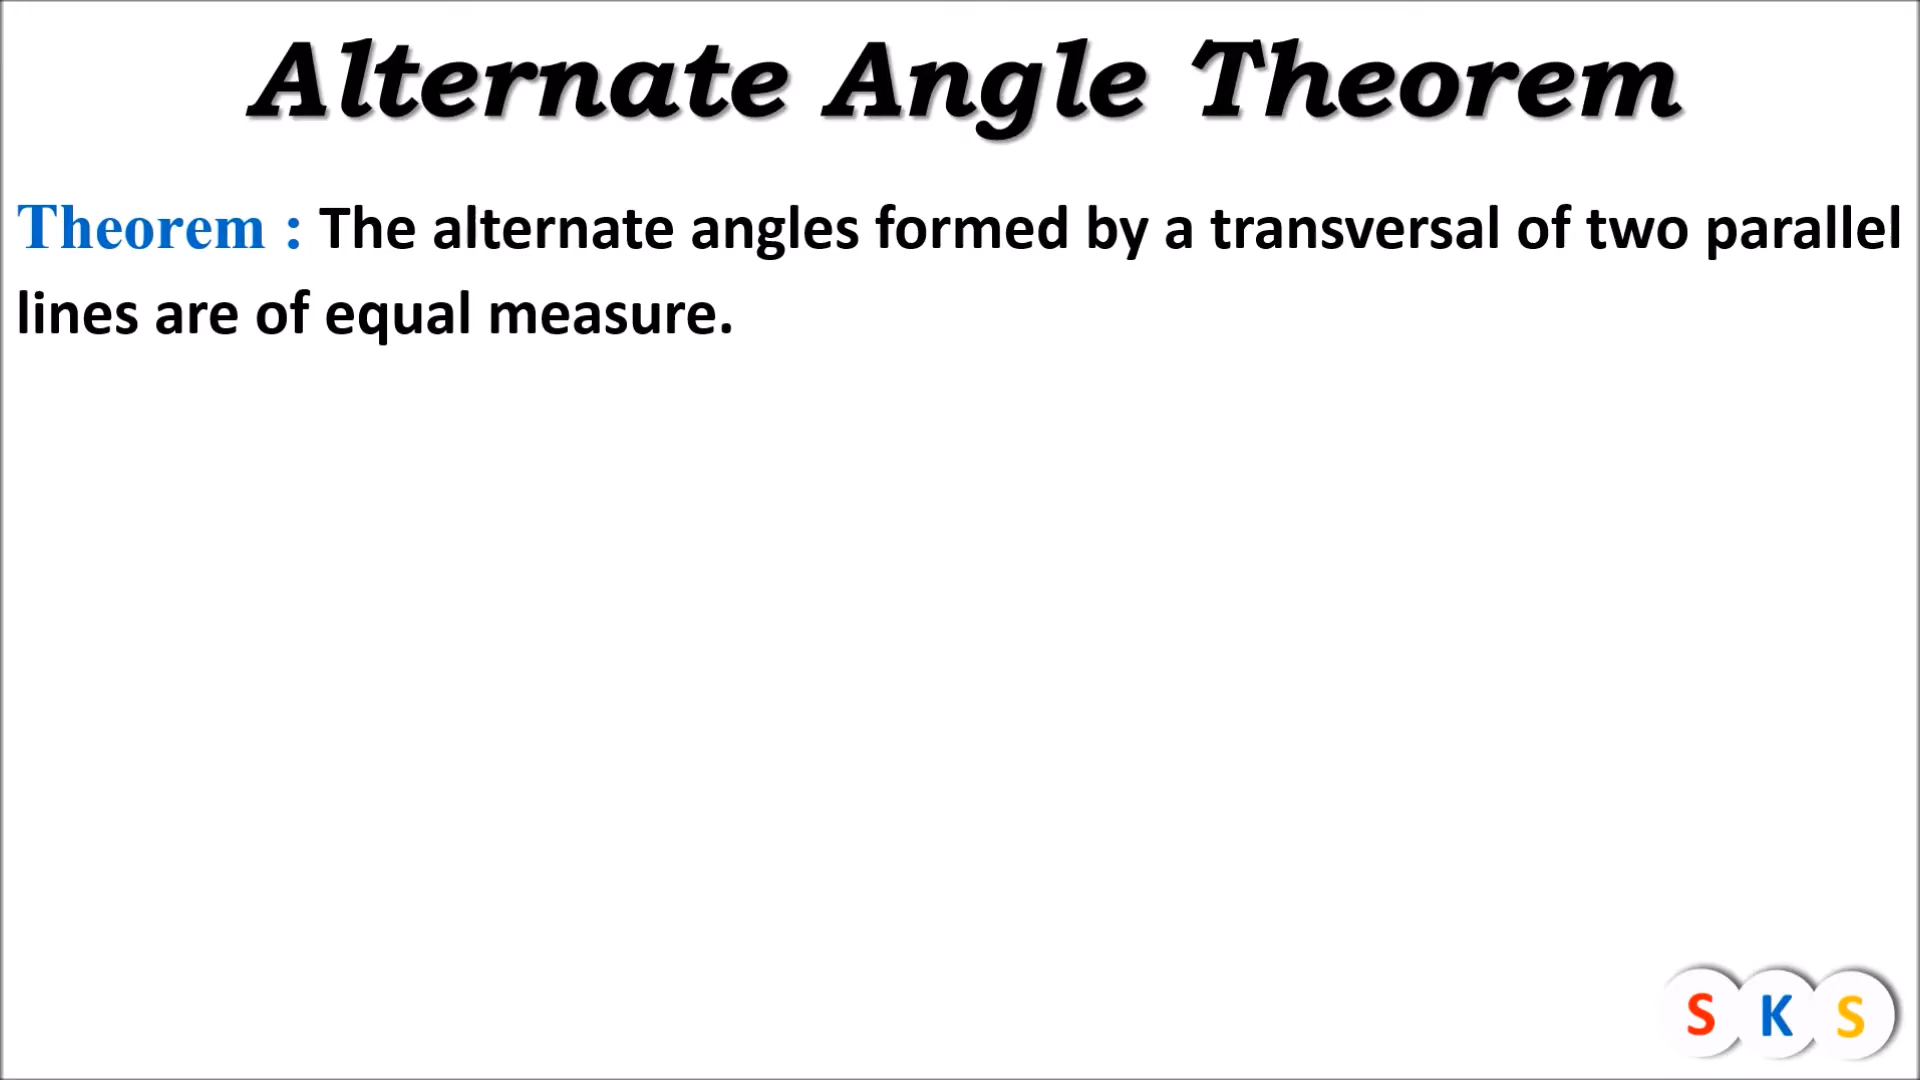 Alternate Angle Theorem
Theorem : The alternate angles formed by a transversal of two parallel
lines are of equal measure.
S K S